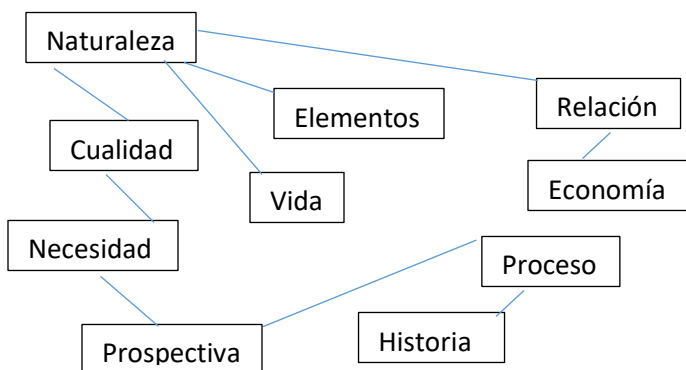 Naturaleza
Elementos
Relación
Cualidad
Vida
Economía
Necesidad
Proceso
Historia
Prospectiva